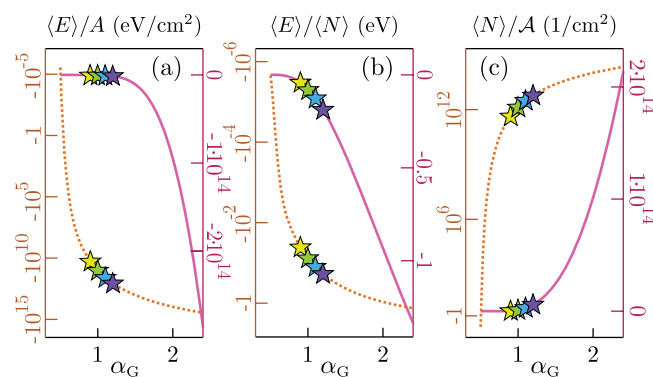 ⟨E⟩/A (eV/cm²) ⟨E⟩/⟨N⟩ (eV) ⟨N⟩/𝒜 (1/cm²)
(a) (b) (c)
-10⁻⁵ -1 -10⁵ -10¹⁰ -10¹⁵
0 -1·10¹⁴ -2·10¹⁴
-10⁻⁶ -10⁻⁴ -10⁻² -1
0 -0.5 -1
10¹² 10⁶ -1
2·10¹⁴ 1·10¹⁴ 0
1 2 1 2 1 2
α_G α_G α_G